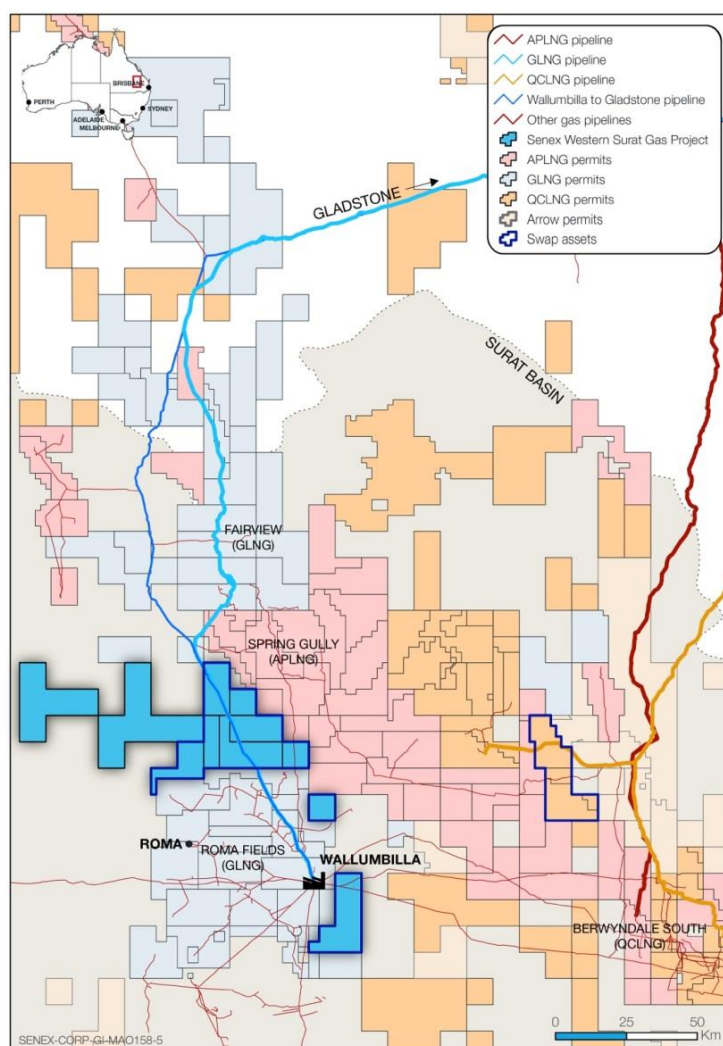 BRISBANE
PERTH
SYDNEY
ADELAIDE
MELBOURNE
APLNG pipeline
GLNG pipeline
QCLNG pipeline
Wallumbilla to Gladstone pipeline
Other gas pipelines
Senex Western Surat Gas Project
APLNG permits
GLNG permits
QCLNG permits
Arrow permits
Swap assets
GLADSTONE
SURAT BASIN
FAIRVIEW
(GLNG)
SPRING GULLY
(APLNG)
ROMA
ROMA FIELDS
(GLNG)
WALLUMBILLA
BERWYNDALE SOUTH
(QCLNG)
0 25 50
Km
SENEX-CORP-GI-MAO158-5